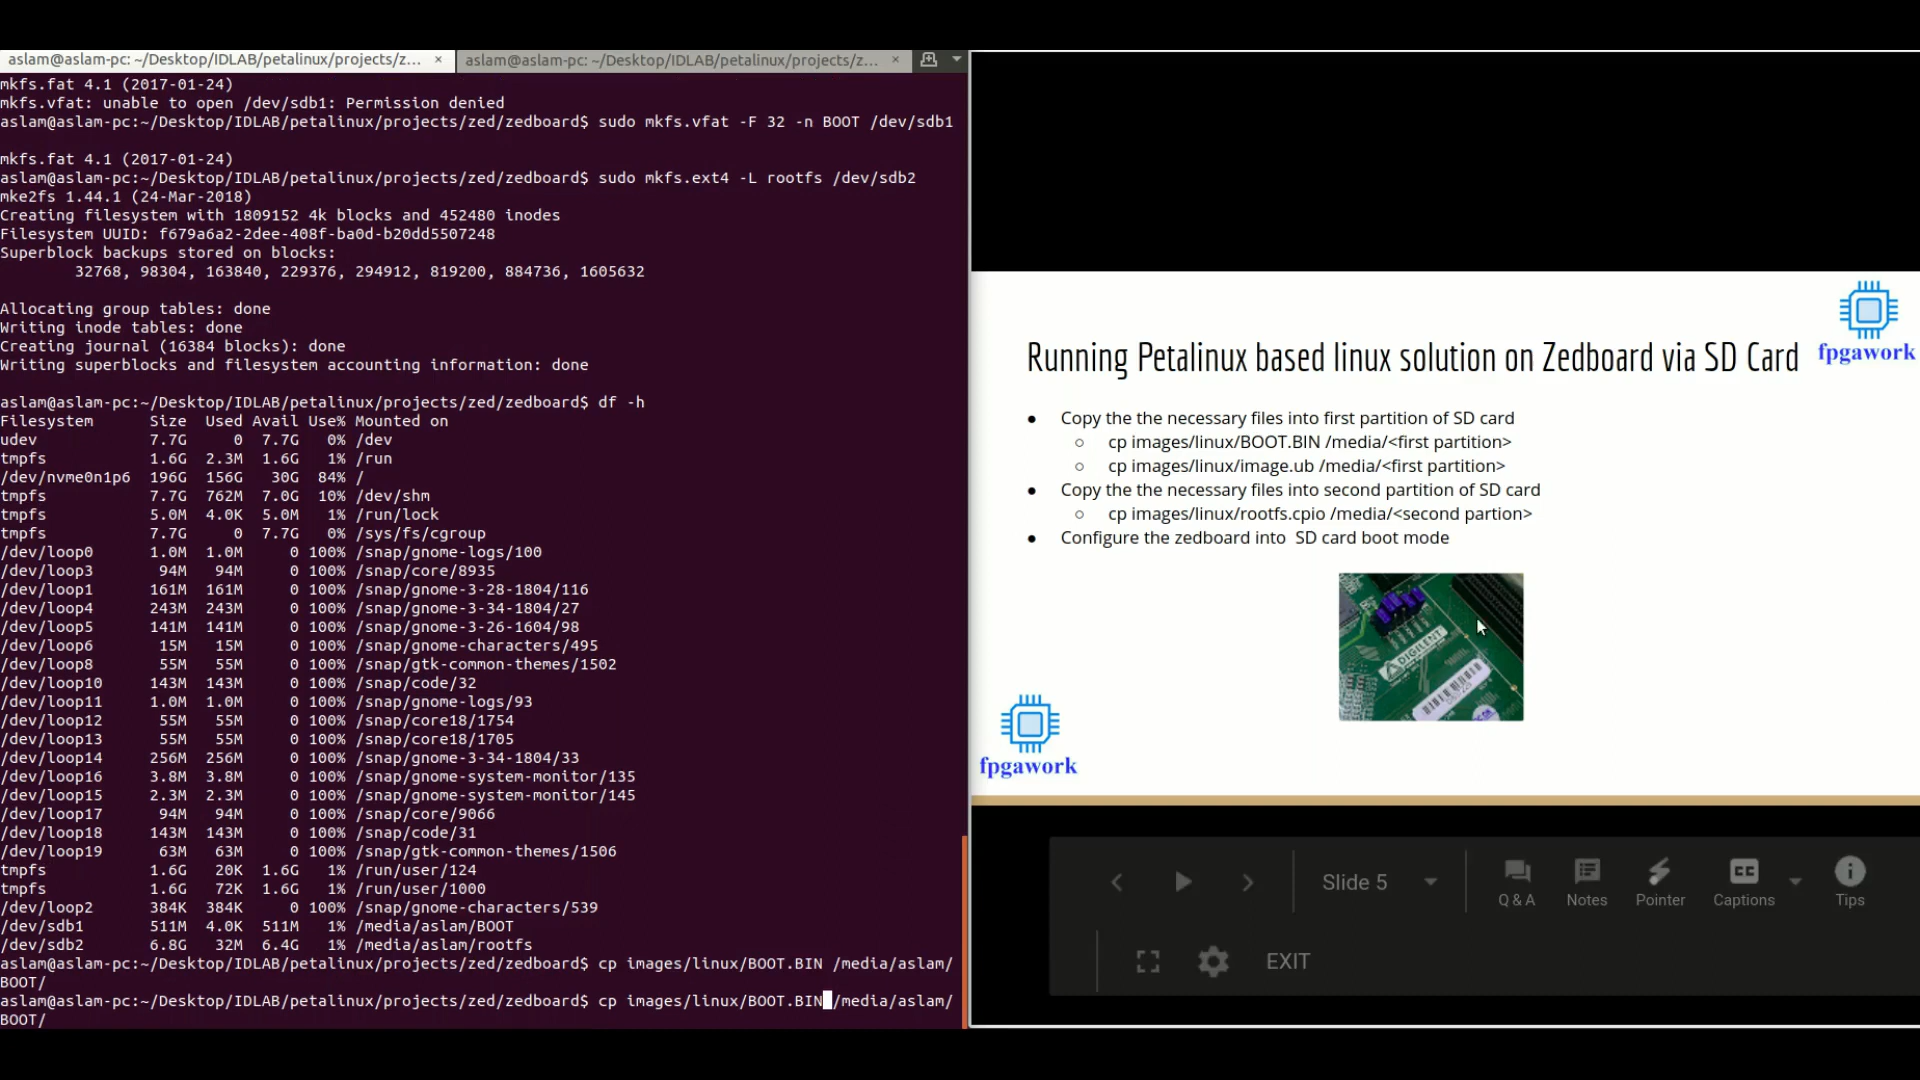 aslam@aslam-pc: ~/Desktop/IDLAB/petalinux/projects/z... ×
aslam@aslam-pc: ~/Desktop/IDLAB/petalinux/projects/z... ×
mkfs.fat 4.1 (2017-01-24)
mkfs.vfat: unable to open /dev/sdb1: Permission denied
aslam@aslam-pc:~/Desktop/IDLAB/petalinux/projects/zed/zedboard$ sudo mkfs.vfat -F 32 -n BOOT /dev/sdb1
mkfs.fat 4.1 (2017-01-24)
aslam@aslam-pc:~/Desktop/IDLAB/petalinux/projects/zed/zedboard$ sudo mkfs.ext4 -L rootfs /dev/sdb2
mke2fs 1.44.1 (24-Mar-2018)
Creating filesystem with 1809152 4k blocks and 452480 inodes
Filesystem UUID: f679a6a2-2dee-408f-ba0d-b20dd5507248
Superblock backups stored on blocks:
32768, 98304, 163840, 229376, 294912, 819200, 884736, 1605632
Allocating group tables: done
Writing inode tables: done
Creating journal (16384 blocks): done
Writing superblocks and filesystem accounting information: done
aslam@aslam-pc:~/Desktop/IDLAB/petalinux/projects/zed/zedboard$ df -h
Filesystem Size Used Avail Use% Mounted on
udev 7.7G 0 7.7G 0% /dev
tmpfs 1.6G 2.3M 1.6G 1% /run
/dev/nvme0n1p6 196G 156G 30G 84% /
tmpfs 7.7G 762M 7.0G 10% /dev/shm
tmpfs 5.0M 4.0K 5.0M 1% /run/lock
tmpfs 7.7G 0 7.7G 0% /sys/fs/cgroup
/dev/loop0 1.0M 1.0M 0 100% /snap/gnome-logs/100
/dev/loop3 94M 94M 0 100% /snap/core/8935
/dev/loop1 161M 161M 0 100% /snap/gnome-3-28-1804/116
/dev/loop4 243M 243M 0 100% /snap/gnome-3-34-1804/27
/dev/loop5 141M 141M 0 100% /snap/gnome-3-26-1604/98
/dev/loop6 15M 15M 0 100% /snap/gnome-characters/495
/dev/loop8 55M 55M 0 100% /snap/gtk-common-themes/1502
/dev/loop10 143M 143M 0 100% /snap/code/32
/dev/loop11 1.0M 1.0M 0 100% /snap/gnome-logs/93
/dev/loop12 55M 55M 0 100% /snap/core18/1754
/dev/loop13 55M 55M 0 100% /snap/core18/1705
/dev/loop14 256M 256M 0 100% /snap/gnome-3-34-1804/33
/dev/loop16 3.8M 3.8M 0 100% /snap/gnome-system-monitor/135
/dev/loop15 2.3M 2.3M 0 100% /snap/gnome-system-monitor/145
/dev/loop17 94M 94M 0 100% /snap/core/9066
/dev/loop18 143M 143M 0 100% /snap/code/31
/dev/loop19 63M 63M 0 100% /snap/gtk-common-themes/1506
tmpfs 1.6G 20K 1.6G 1% /run/user/124
tmpfs 1.6G 72K 1.6G 1% /run/user/1000
/dev/loop2 384K 384K 0 100% /snap/gnome-characters/539
/dev/sdb1 511M 4.0K 511M 1% /media/aslam/BOOT
/dev/sdb2 6.8G 32M 6.4G 1% /media/aslam/rootfs
aslam@aslam-pc:~/Desktop/IDLAB/petalinux/projects/zed/zedboard$ cp images/linux/BOOT.BIN /media/aslam/
BOOT/
aslam@aslam-pc:~/Desktop/IDLAB/petalinux/projects/zed/zedboard$ cp images/linux/BOOT.BIN /media/aslam/
BOOT/
fpgawork
Running Petalinux based linux solution on Zedboard via SD Card
● Copy the the necessary files into first partition of SD card
○ cp images/linux/BOOT.BIN /media/<first partition>
○ cp images/linux/image.ub /media/<first partition>
● Copy the the necessary files into second partition of SD card
○ cp images/linux/rootfs.cpio /media/<second partion>
● Configure the zedboard into SD card boot mode
DIGILENT
fpgawork
Slide 5
Q & A
Notes
Pointer
CC
Captions
Tips
EXIT